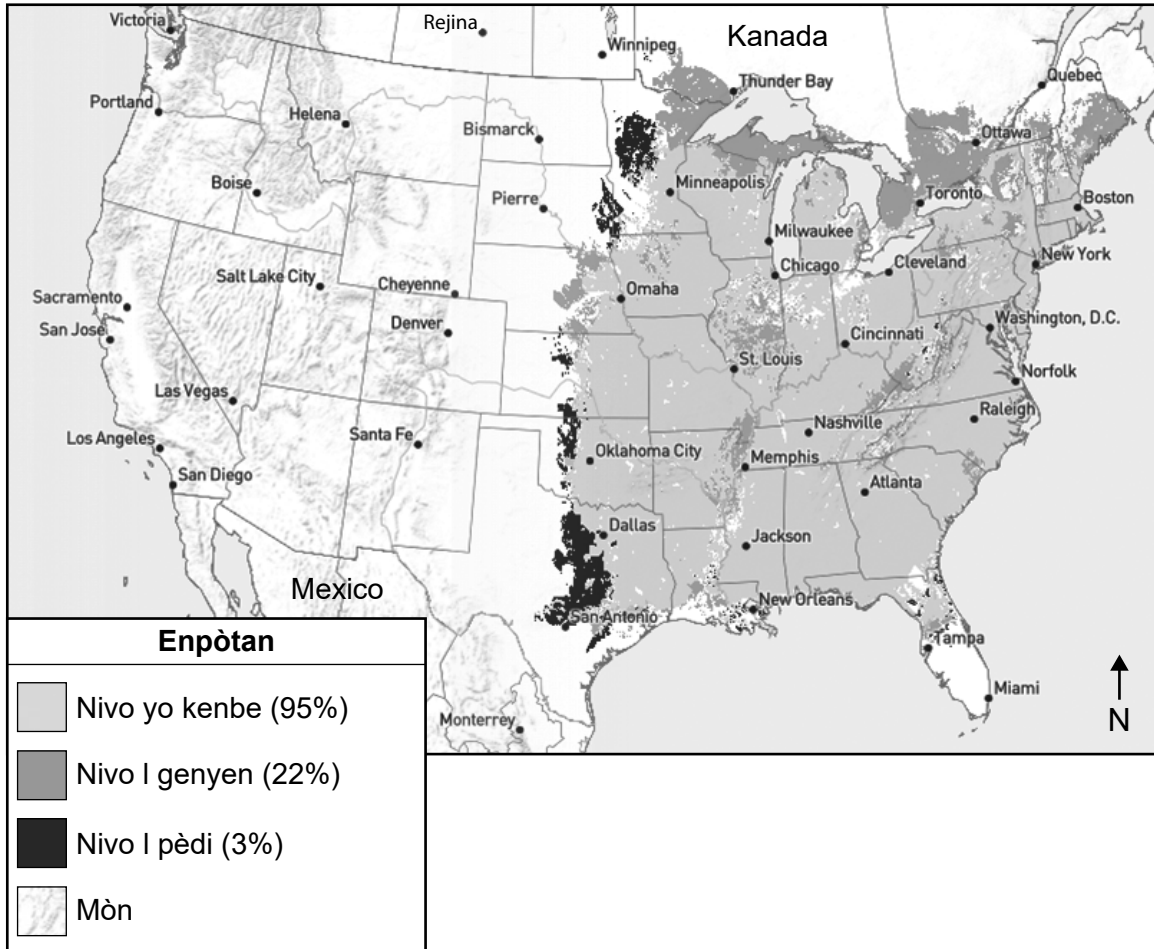 Victoria
Rejina
Winnipeg
Kanada
Thunder Bay
Quebec
Portland
Helena
Bismarck
Ottawa
Boise
Pierre
Minneapolis
Toronto
Boston
Milwaukee
Salt Lake City
Cheyenne
Omaha
Chicago
Cleveland
New York
Sacramento
San Jose
Denver
Cincinnati
Washington, D.C.
St. Louis
Las Vegas
Norfolk
Los Angeles
Santa Fe
Oklahoma City
Nashville
Raleigh
Memphis
San Diego
Atlanta
Dallas
Jackson
Mexico
San Antonio
New Orleans
Tampa
Miami
Monterrey
N
Enpòtan
Nivo yo kenbe (95%)
Nivo l genyen (22%)
Nivo l pèdi (3%)
Mòn